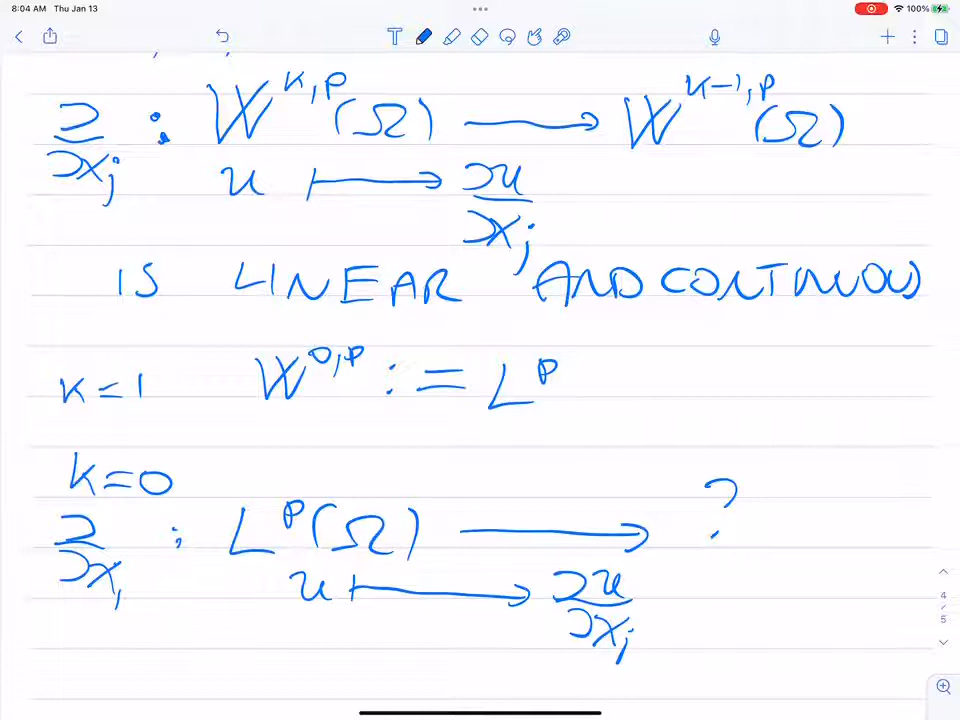 8:04 AM Thu Jan 13
100%
∂/∂x_j : W^{k,p}(Ω) ⟶ W^{k-1,p}(Ω)
u ⟼ ∂u/∂x_j
IS LINEAR AND CONTINUOUS
k=1 W^{0,p} := L^p
k=0
∂/∂x_j : L^p(Ω) ⟶ ?
u ⟼ ∂u/∂x_j
4
/
5